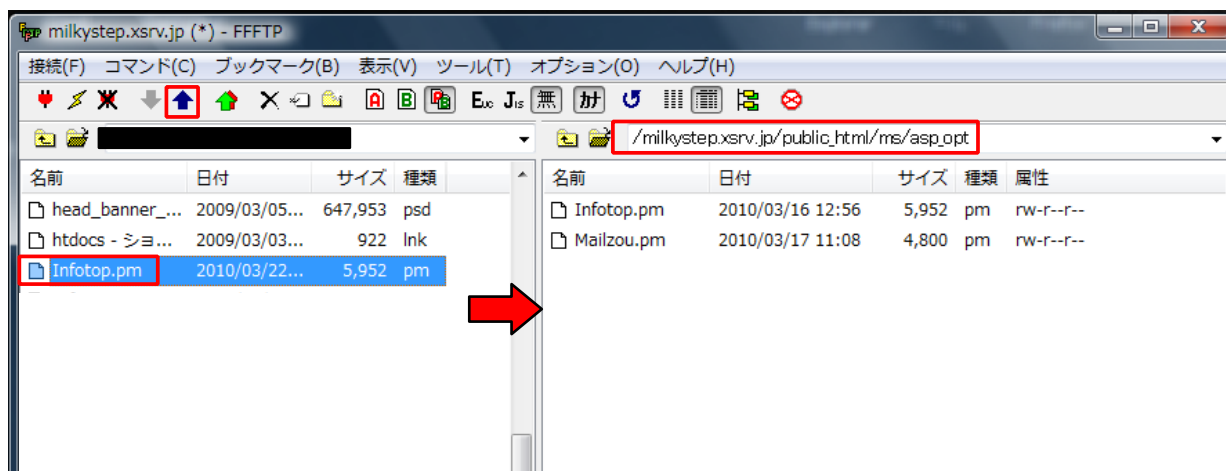 milkystep.xsrv.jp (*) - FFFTP
接続(F) コマンド(C) ブックマーク(B) 表示(V) ツール(T) オプション(O) ヘルプ(H)
A B Euc Jis 無 カナ
/milkystep.xsrv.jp/public_html/ms/asp_opt
名前 日付 サイズ 種類
head_banner_... 2009/03/05... 647,953 psd
htdocs - ショ... 2009/03/03... 922 lnk
Infotop.pm 2010/03/22... 5,952 pm
名前 日付 サイズ 種類 属性
Infotop.pm 2010/03/16 12:56 5,952 pm rw-r--r--
Mailzou.pm 2010/03/17 11:08 4,800 pm rw-r--r--